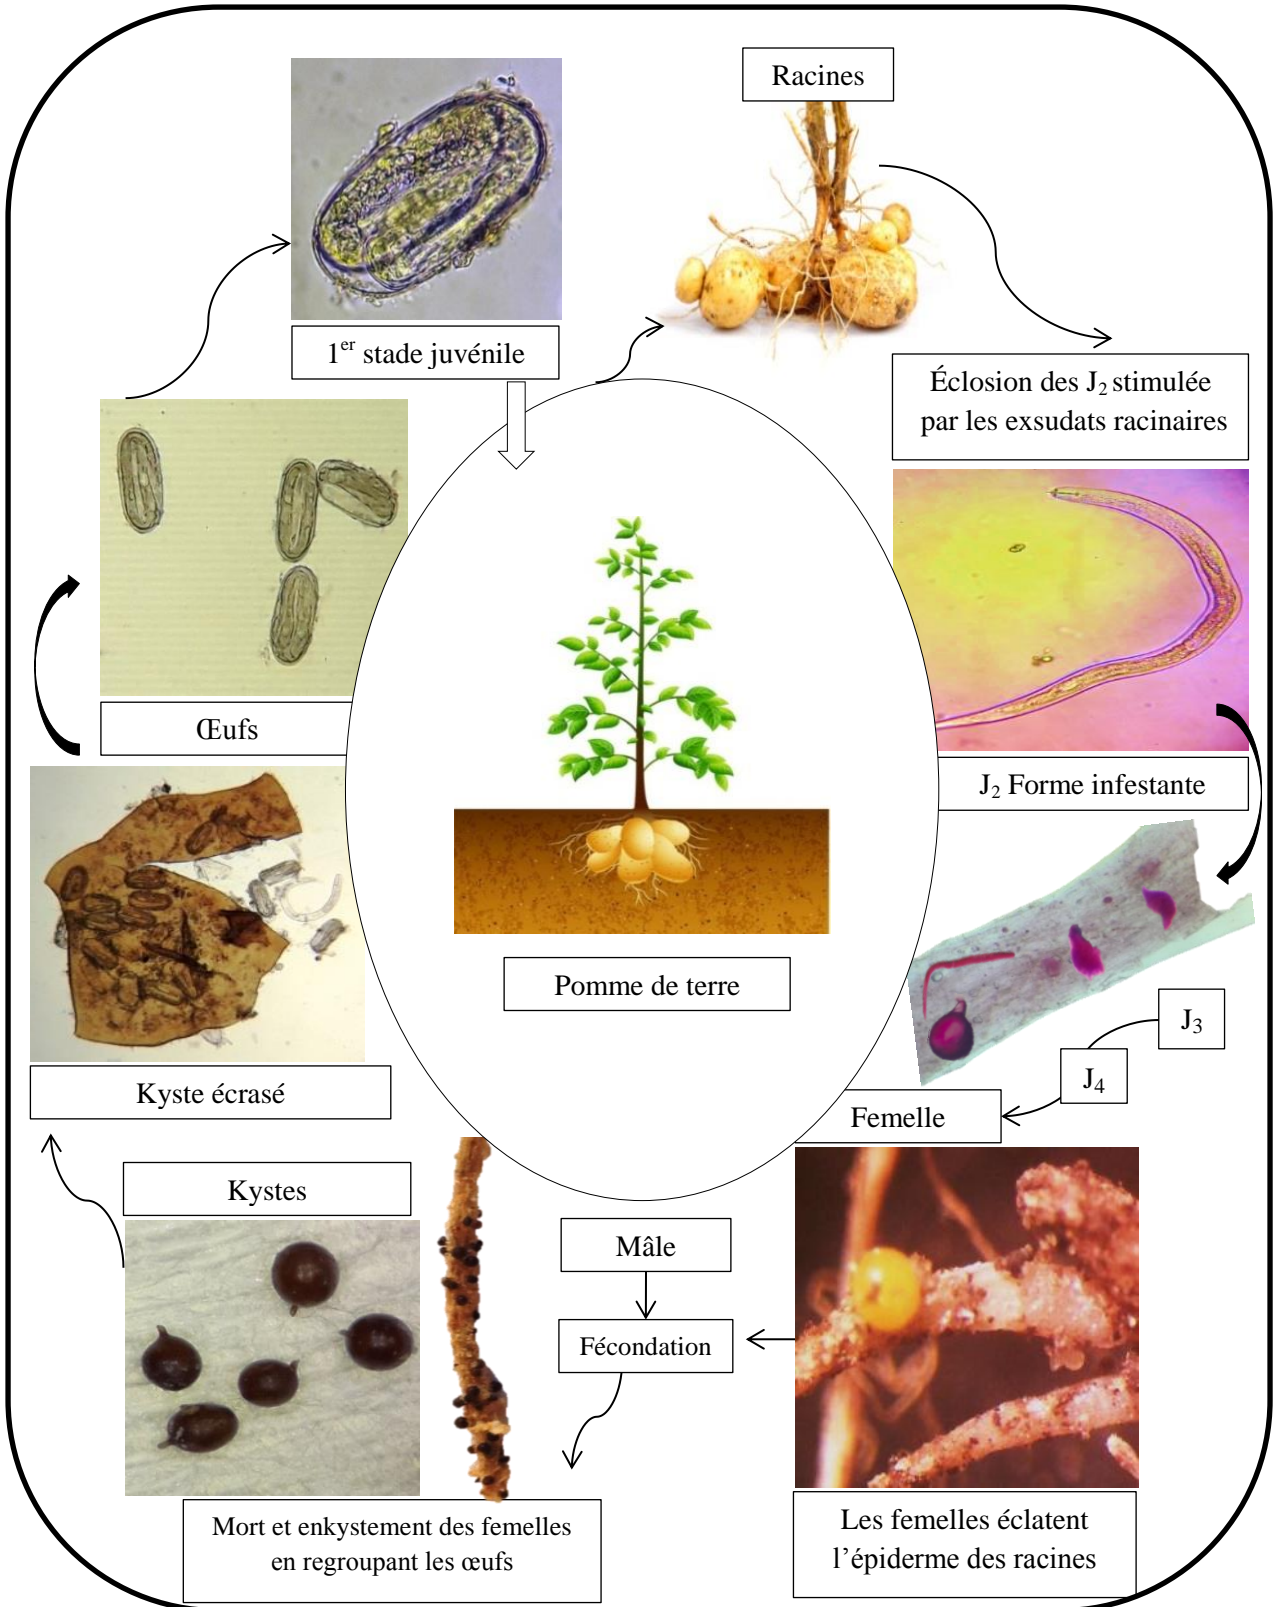 Racines
1er stade juvénile
Éclosion des J2 stimulée
par les exsudats racinaires
Œufs
J2 Forme infestante
Pomme de terre
J3
J4
Kyste écrasé
Femelle
Kystes
Mâle
Fécondation
Mort et enkystement des femelles
en regroupant les œufs
Les femelles éclatent
l’épiderme des racines